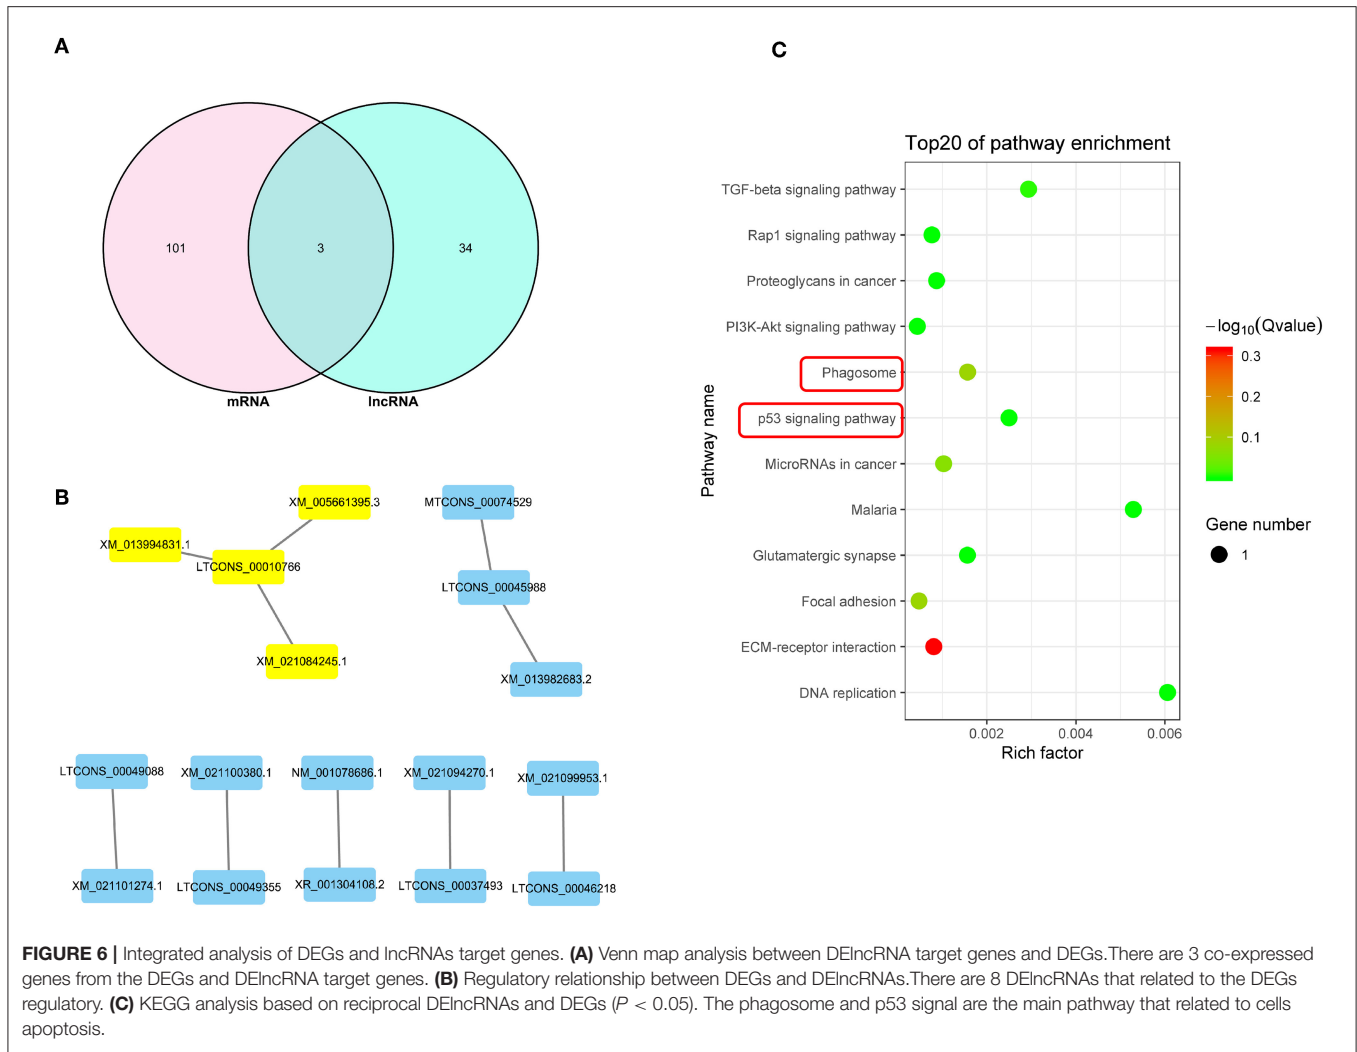 A
101
3
34
mRNA
lncRNA
B
XM_005661395.3
XM_013994831.1
LTCONS_00010766
XM_021084245.1
MTCONS_00074529
LTCONS_00045988
XM_013982683.2
LTCONS_00049088
XM_021100380.1
NM_001078686.1
XM_021094270.1
XM_021099953.1
XM_021101274.1
LTCONS_00049355
XR_001304108.2
LTCONS_00037493
LTCONS_00046218
C
Top20 of pathway enrichment
Pathway name
TGF-beta signaling pathway
Rap1 signaling pathway
Proteoglycans in cancer
PI3K-Akt signaling pathway
Phagosome
p53 signaling pathway
MicroRNAs in cancer
Malaria
Glutamatergic synapse
Focal adhesion
ECM-receptor interaction
DNA replication
0.002
0.004
0.006
Rich factor
−log10(Qvalue)
0.3
0.2
0.1
Gene number
1
FIGURE 6 | Integrated analysis of DEGs and lncRNAs target genes. (A) Venn map analysis between DElncRNA target genes and DEGs.There are 3 co-expressed
genes from the DEGs and DElncRNA target genes. (B) Regulatory relationship between DEGs and DElncRNAs.There are 8 DElncRNAs that related to the DEGs
regulatory. (C) KEGG analysis based on reciprocal DElncRNAs and DEGs (P < 0.05). The phagosome and p53 signal are the main pathway that related to cells
apoptosis.